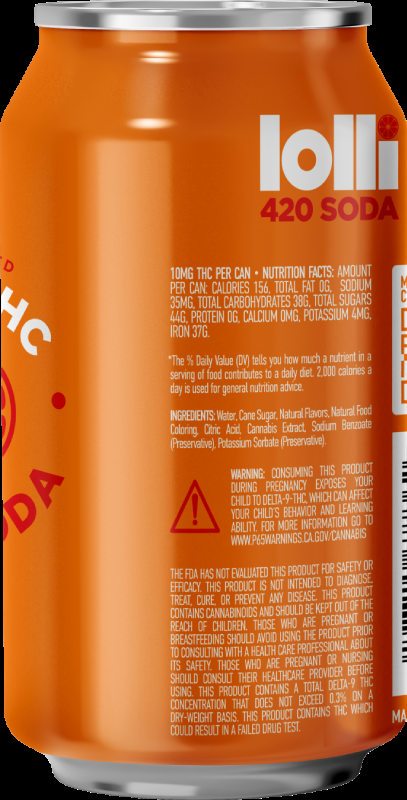 lolli
420 SODA
10MG THC PER CAN • NUTRITION FACTS: AMOUNT
PER CAN: CALORIES 156, TOTAL FAT 0G, SODIUM
35MG, TOTAL CARBOHYDRATES 38G, TOTAL SUGARS
44G, PROTEIN 0G, CALCIUM 0MG, POTASSIUM 4MG,
IRON 37G.
*The % Daily Value (DV) tells you how much a nutrient in a
serving of food contributes to a daily diet. 2,000 calories a
day is used for general nutrition advice.
INGREDIENTS: Water, Cane Sugar, Natural Flavors, Natural Food
Coloring, Citric Acid, Cannabis Extract, Sodium Benzoate
(Preservative), Potassium Sorbate (Preservative).
WARNING: CONSUMING THIS PRODUCT
DURING PREGNANCY EXPOSES YOUR
CHILD TO DELTA-9-THC, WHICH CAN AFFECT
YOUR CHILD'S BEHAVIOR AND LEARNING
ABILITY. FOR MORE INFORMATION GO TO
WWW.P65WARNINGS.CA.GOV/CANNABIS
THE FDA HAS NOT EVALUATED THIS PRODUCT FOR SAFETY OR
EFFICACY. THIS PRODUCT IS NOT INTENDED TO DIAGNOSE,
TREAT, CURE, OR PREVENT ANY DISEASE. THIS PRODUCT
CONTAINS CANNABINOIDS AND SHOULD BE KEPT OUT OF THE
REACH OF CHILDREN. THOSE WHO ARE PREGNANT OR
BREASTFEEDING SHOULD AVOID USING THE PRODUCT PRIOR
TO CONSULTING WITH A HEALTH CARE PROFESSIONAL ABOUT
ITS SAFETY. THOSE WHO ARE PREGNANT OR NURSING
SHOULD CONSULT THEIR HEALTHCARE PROVIDER BEFORE
USING. THIS PRODUCT CONTAINS A TOTAL DELTA-9 THC
CONCENTRATION THAT DOES NOT EXCEED 0.3% ON A
DRY-WEIGHT BASIS. THIS PRODUCT CONTAINS THC WHICH
COULD RESULT IN A FAILED DRUG TEST.